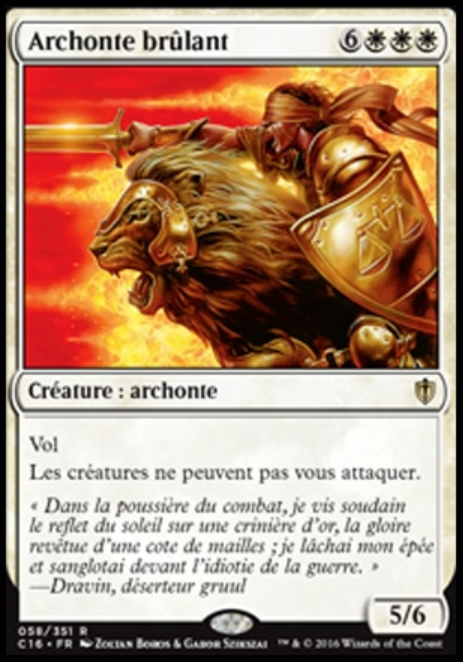 Archonte brûlant 6
Créature : archonte
Vol
Les créatures ne peuvent pas vous attaquer.
« Dans la poussière du combat, je vis soudain
le reflet du soleil sur une crinière d'or, la gloire
revêtue d'une cote de mailles ; je lâchai mon épée
et sanglotai devant l'idiotie de la guerre. »
—Dravin, déserteur gruul
5/6
058/351 R
C16 • FR Zoltan Boros & Gabor Szikszai ™ & © 2016 Wizards of the Coast